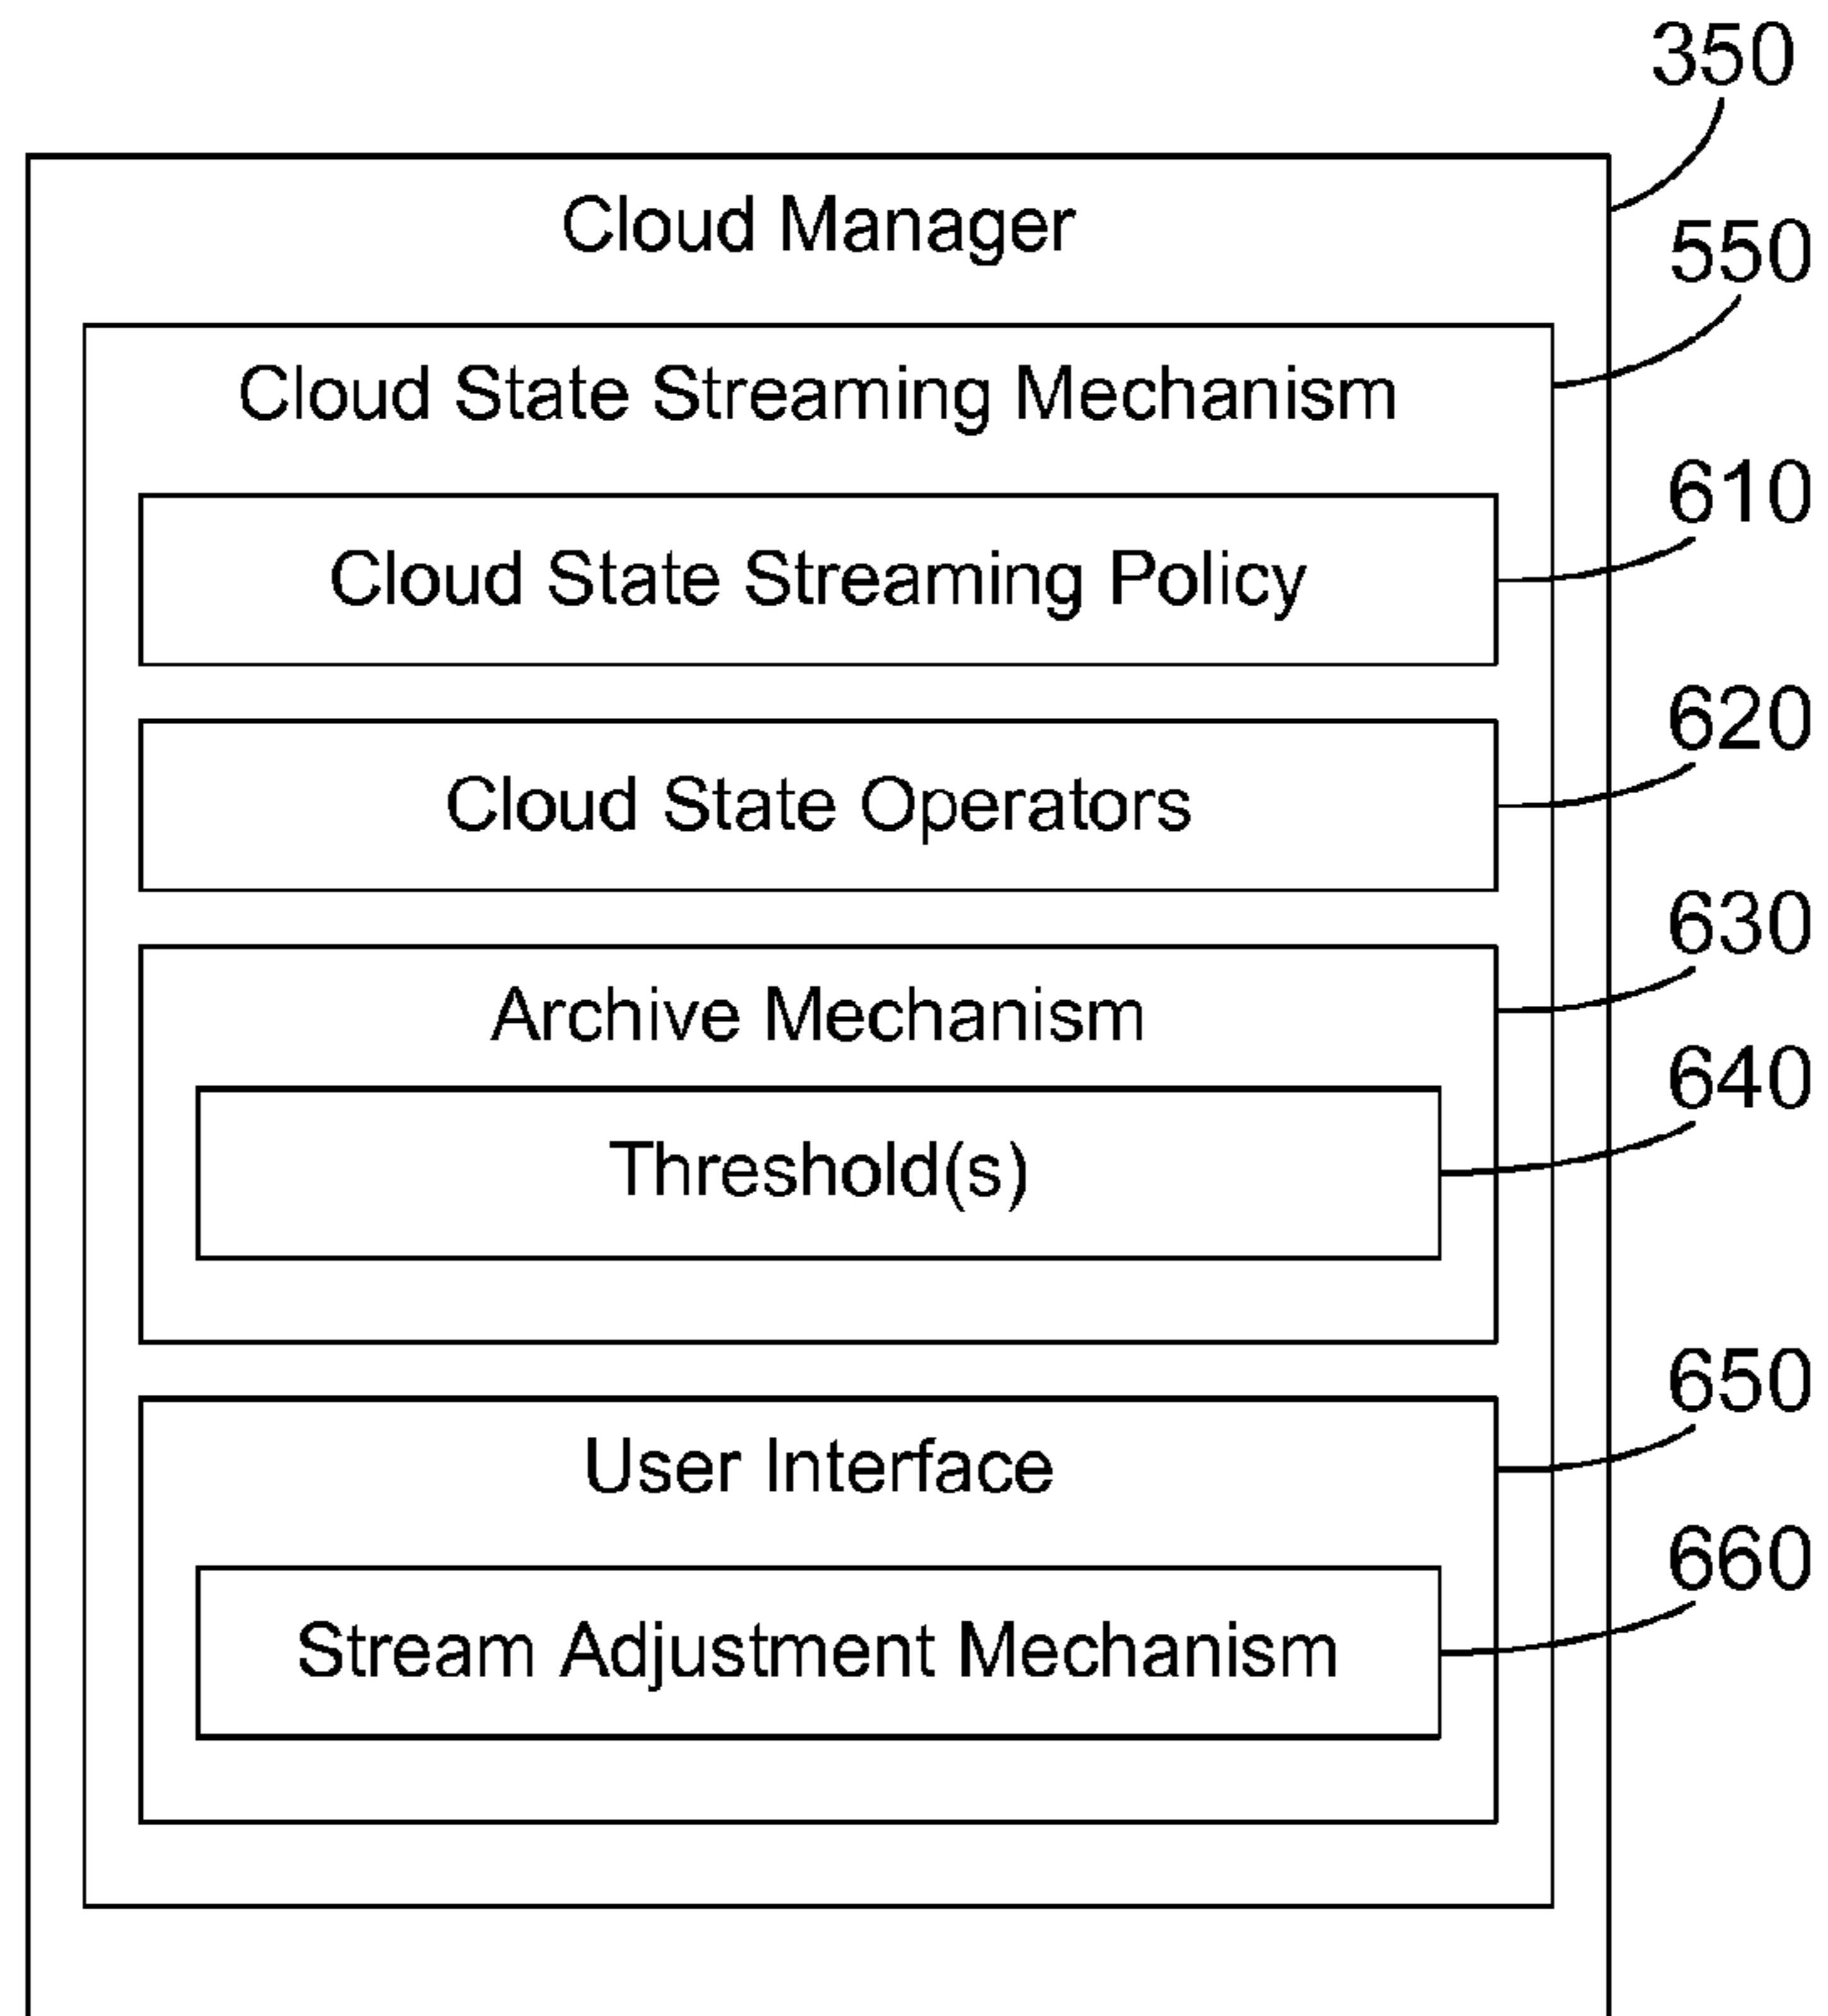 350
Cloud Manager
550
Cloud State Streaming Mechanism
610
Cloud State Streaming Policy
620
Cloud State Operators
630
Archive Mechanism
640
Threshold(s)
650
User Interface
660
Stream Adjustment Mechanism